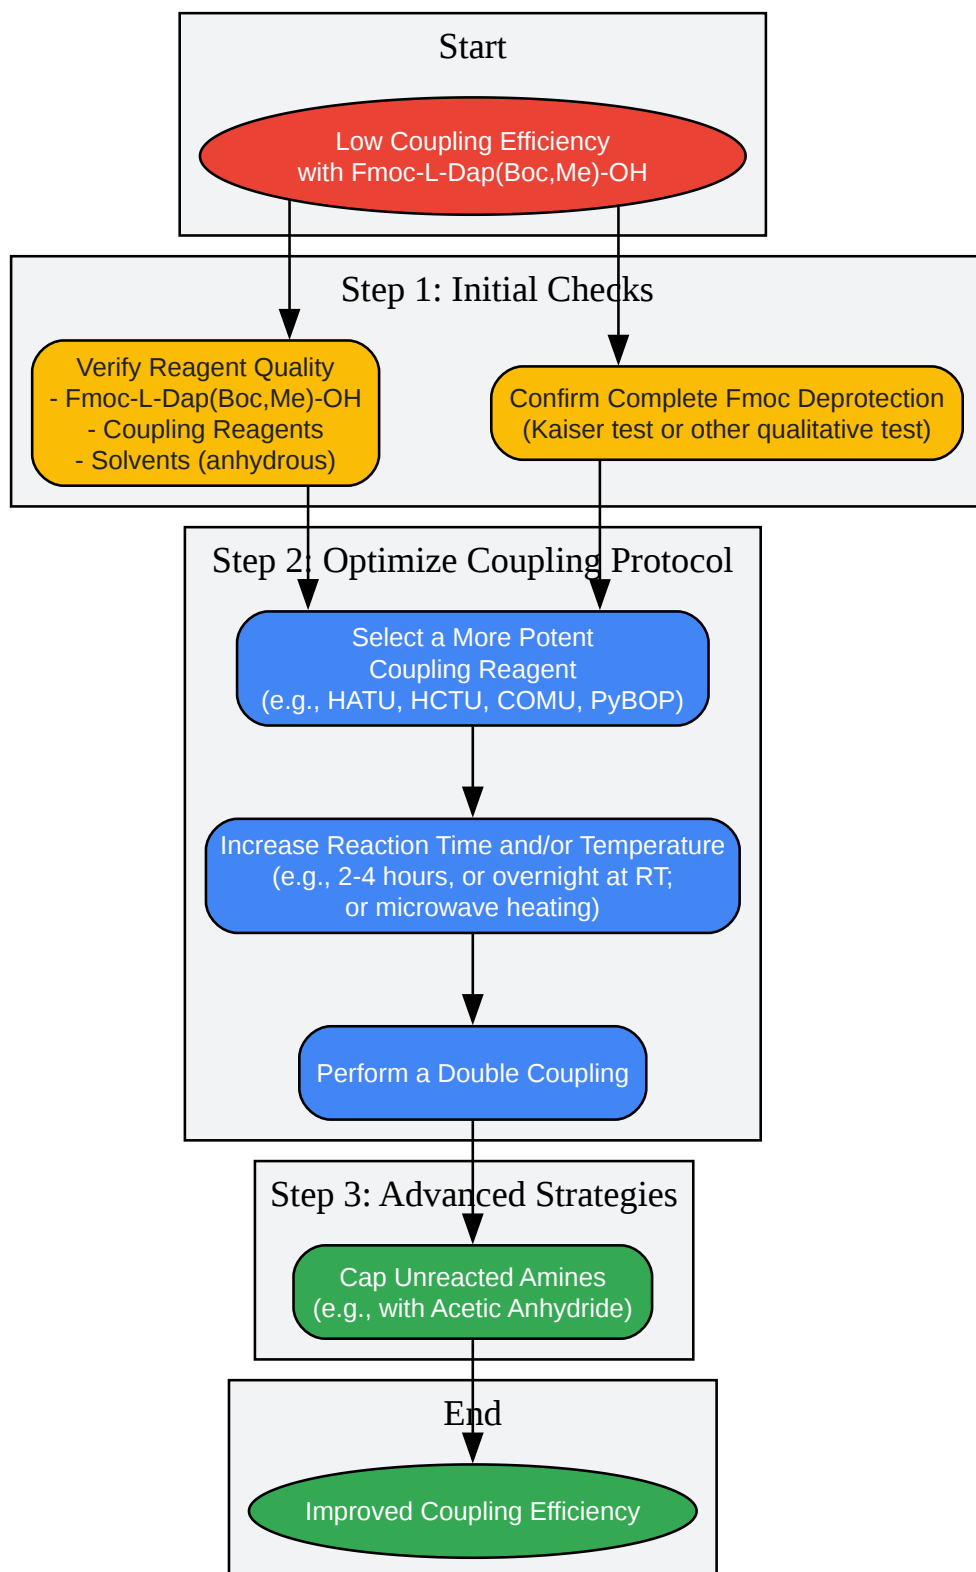 Start
Low Coupling Efficiency
with Fmoc-L-Dap(Boc,Me)-OH
Step 1: Initial Checks
Verify Reagent Quality
- Fmoc-L-Dap(Boc,Me)-OH
- Coupling Reagents
- Solvents (anhydrous)
Confirm Complete Fmoc Deprotection
(Kaiser test or other qualitative test)
Step 2: Optimize Coupling Protocol
Select a More Potent
Coupling Reagent
(e.g., HATU, HCTU, COMU, PyBOP)
Increase Reaction Time and/or Temperature
(e.g., 2-4 hours, or overnight at RT;
or microwave heating)
Perform a Double Coupling
Step 3: Advanced Strategies
Cap Unreacted Amines
(e.g., with Acetic Anhydride)
End
Improved Coupling Efficiency